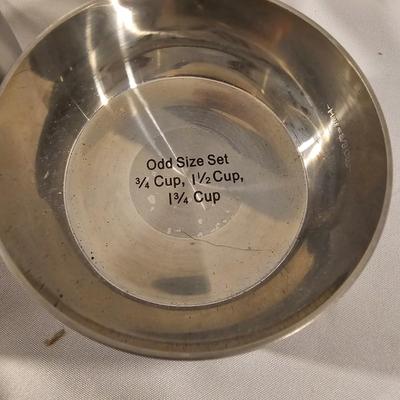 Odd Size Set
¾ Cup, 1½ Cup,
1¾ Cup